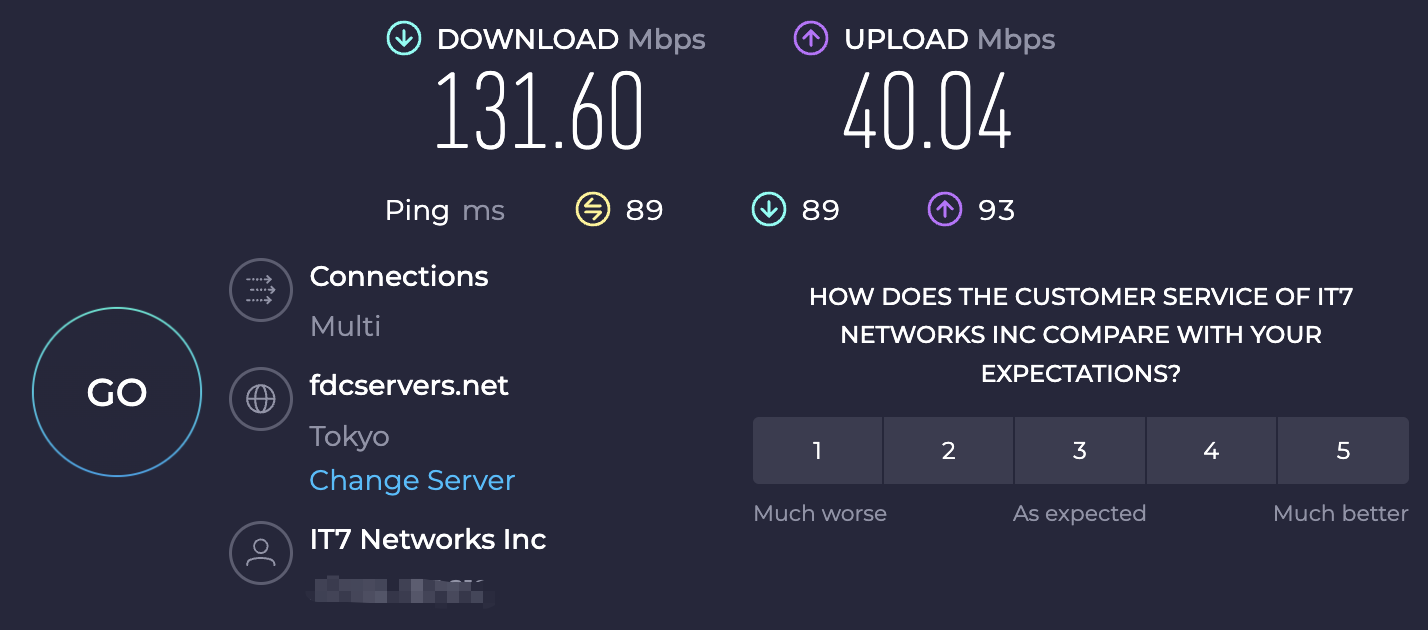 DOWNLOAD Mbps
131.60
UPLOAD Mbps
40.04
Ping ms 89 89 93
GO
Connections
Multi
fdcservers.net
Tokyo
Change Server
IT7 Networks Inc
HOW DOES THE CUSTOMER SERVICE OF IT7
NETWORKS INC COMPARE WITH YOUR
EXPECTATIONS?
1 2 3 4 5
Much worse As expected Much better